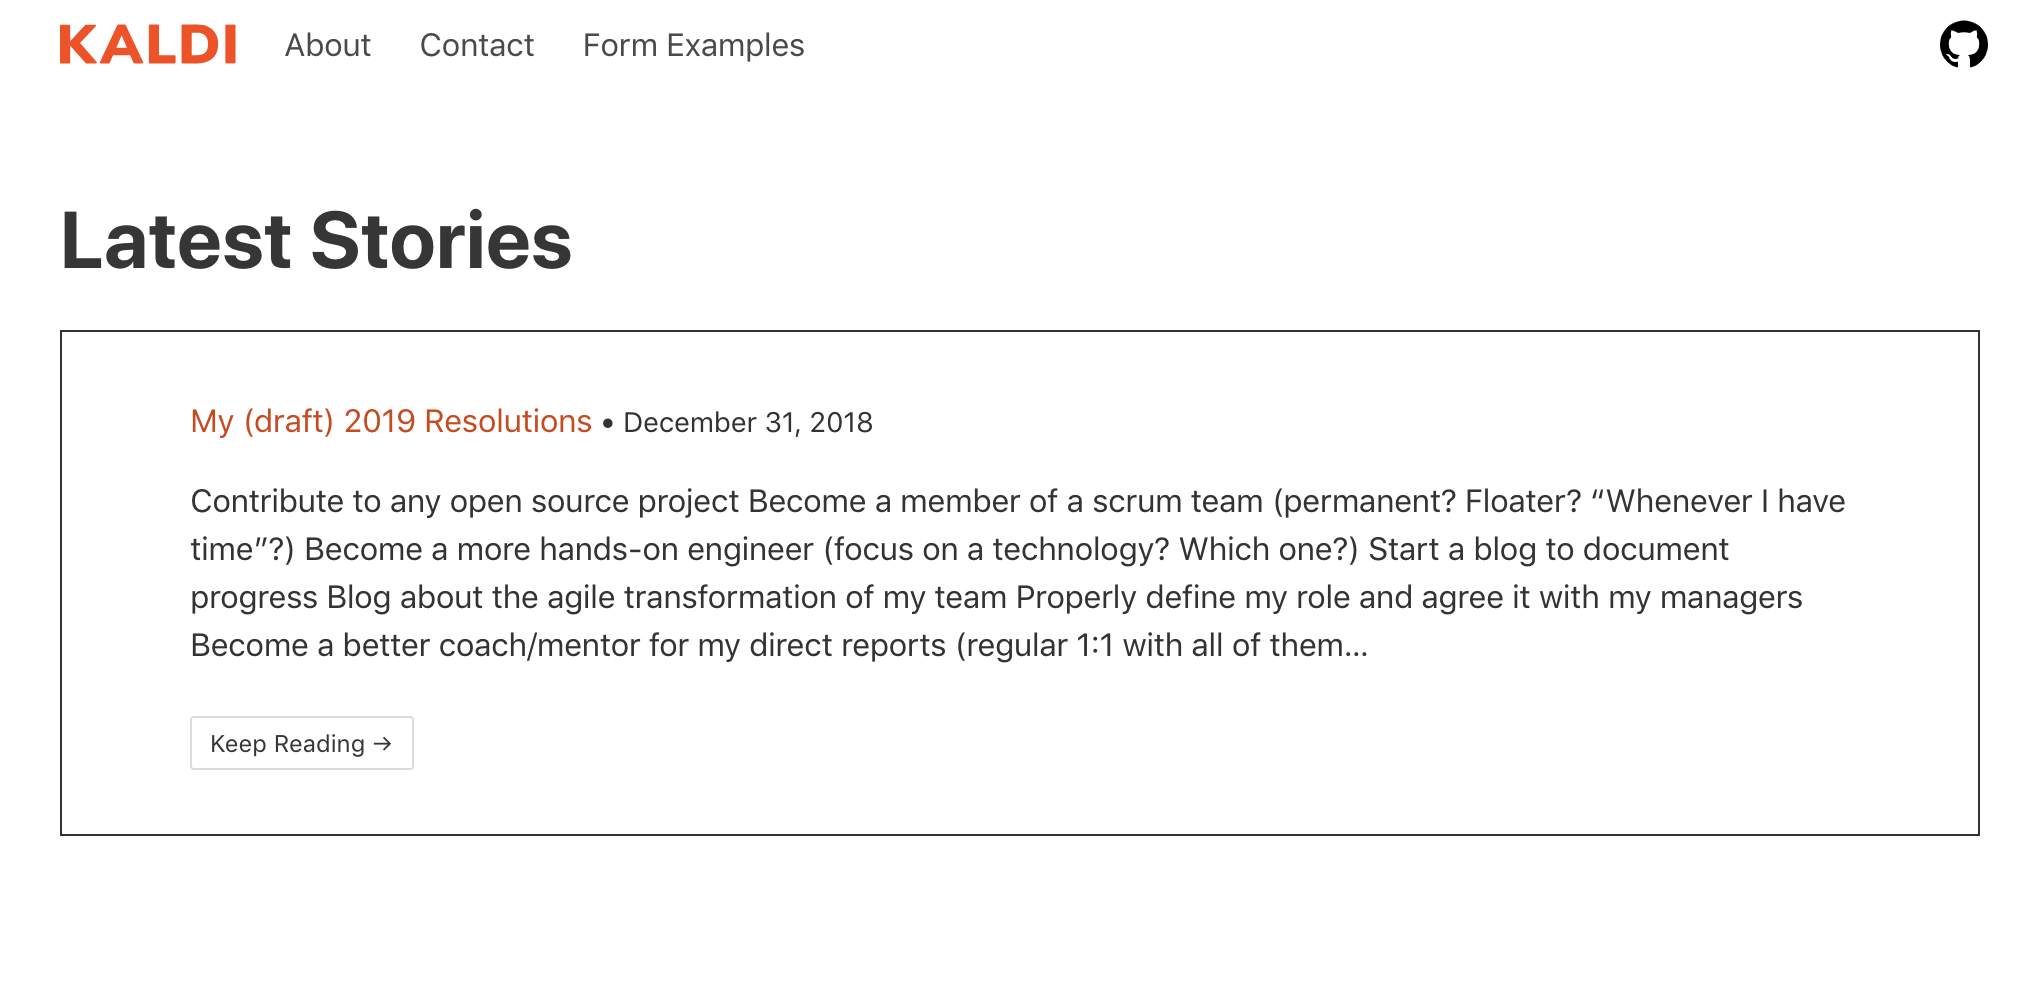 KALDI About Contact Form Examples
Latest Stories
My (draft) 2019 Resolutions • December 31, 2018
Contribute to any open source project Become a member of a scrum team (permanent? Floater? “Whenever I have
time”?) Become a more hands-on engineer (focus on a technology? Which one?) Start a blog to document
progress Blog about the agile transformation of my team Properly define my role and agree it with my managers
Become a better coach/mentor for my direct reports (regular 1:1 with all of them…
Keep Reading →